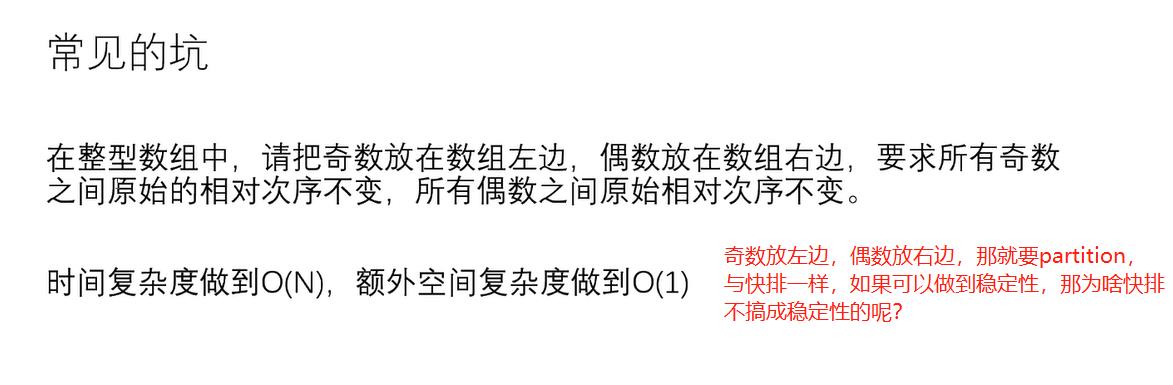 常见的坑
在整型数组中，请把奇数放在数组左边，偶数放在数组右边，要求所有奇数
之间原始的相对次序不变，所有偶数之间原始相对次序不变。
时间复杂度做到O(N)，额外空间复杂度做到O(1)
奇数放左边，偶数放右边，那就要partition，
与快排一样，如果可以做到稳定性，那为啥快排
不搞成稳定性的呢？